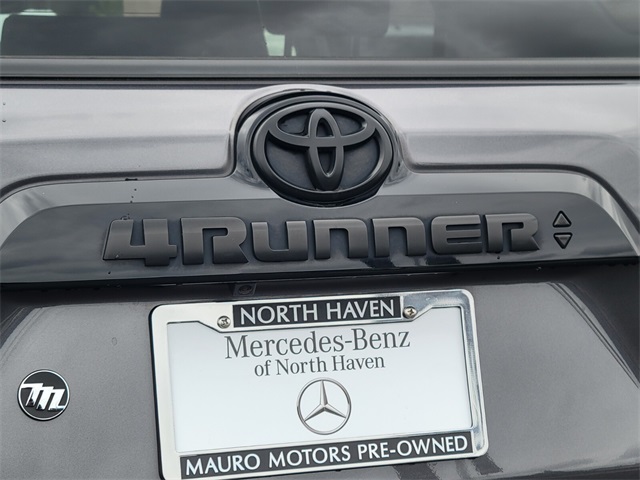 4RUNNER
NORTH HAVEN
Mercedes-Benz
of North Haven
MAURO MOTORS PRE-OWNED